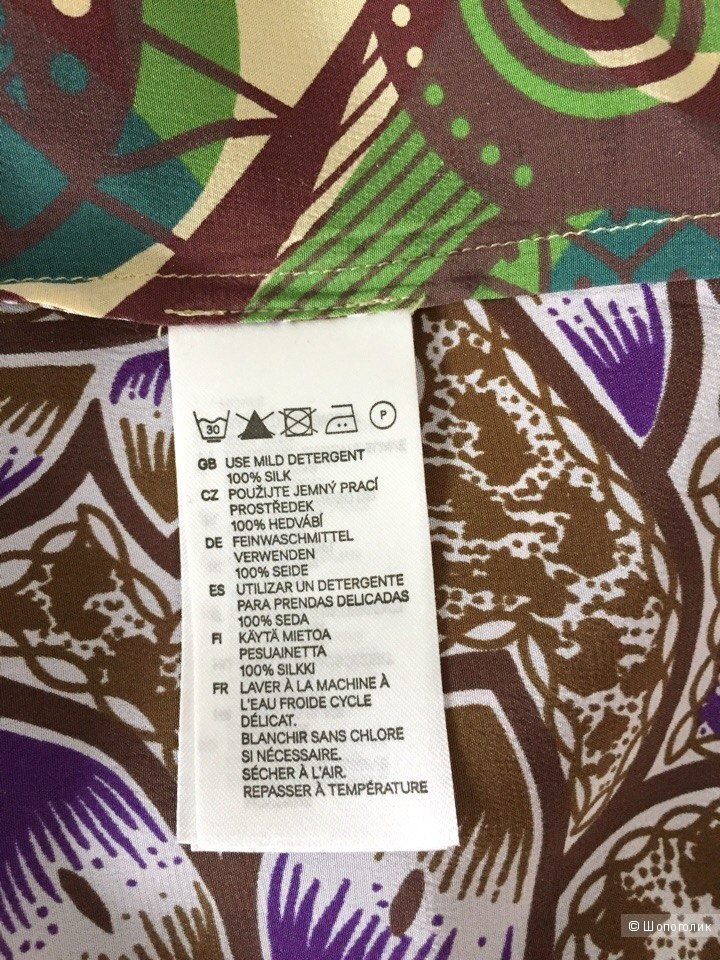 30 P
GB USE MILD DETERGENT
100% SILK
CZ POUŽIJTE JEMNÝ PRACÍ
PROSTŘEDEK
100% HEDVÁBÍ
DE FEINWASCHMITTEL
VERWENDEN
100% SEIDE
ES UTILIZAR UN DETERGENTE
PARA PRENDAS DELICADAS
100% SEDA
FI KÄYTÄ MIETOA
PESUAINETTA
100% SILKKI
FR LAVER À LA MACHINE À
L'EAU FROIDE CYCLE
DÉLICAT.
BLANCHIR SANS CHLORE
SI NÉCESSAIRE.
SÉCHER À L'AIR.
REPASSER À TEMPÉRATURE
© Шопоголик